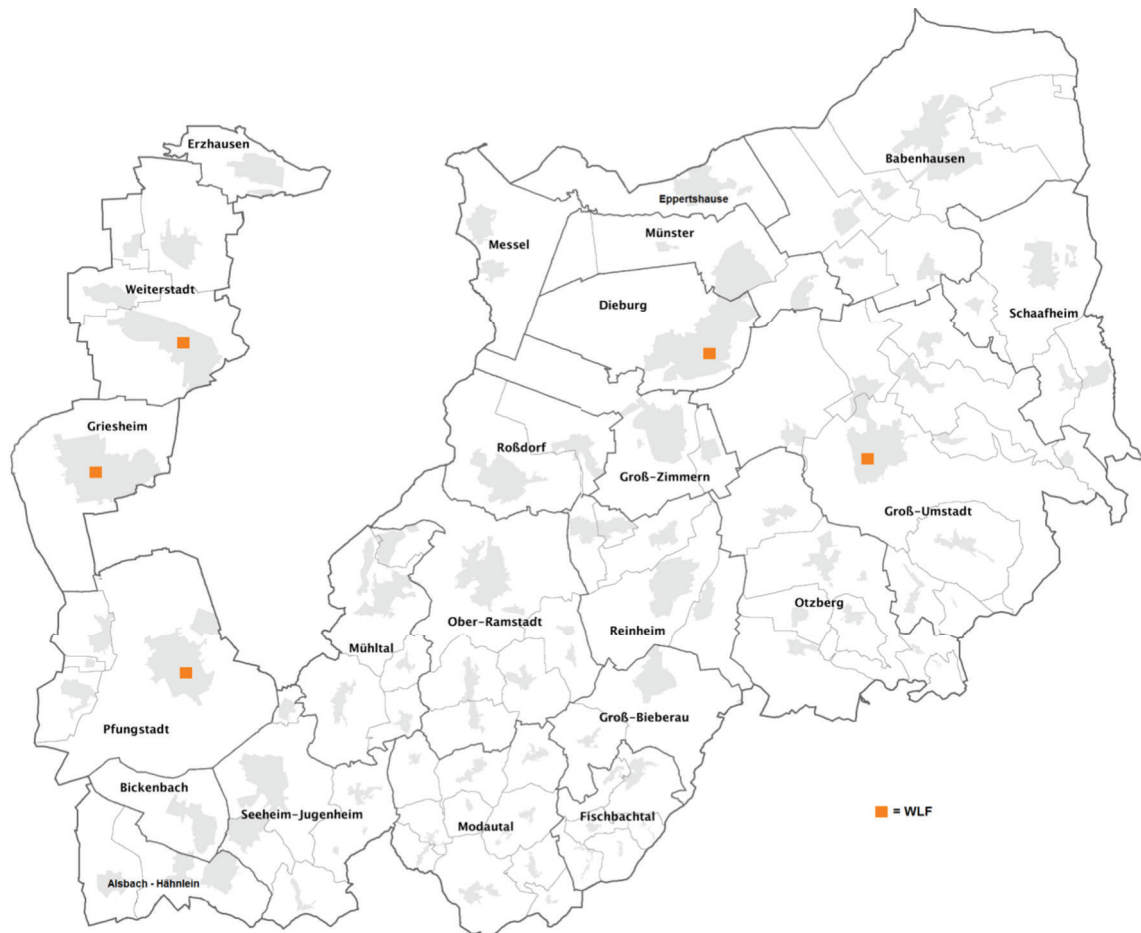 Erzhausen
Babenhausen
Eppertshause
Münster
Messel
Weiterstadt
Dieburg
Schaafheim
Griesheim
Roßdorf
Groß-Zimmern
Groß-Umstadt
Otzberg
Ober-Ramstadt
Reinheim
Mühltal
Groß-Bieberau
Pfungstadt
Bickenbach
Seeheim-Jugenheim
Modautal
Fischbachtal
= WLF
Alsbach - Hähnlein